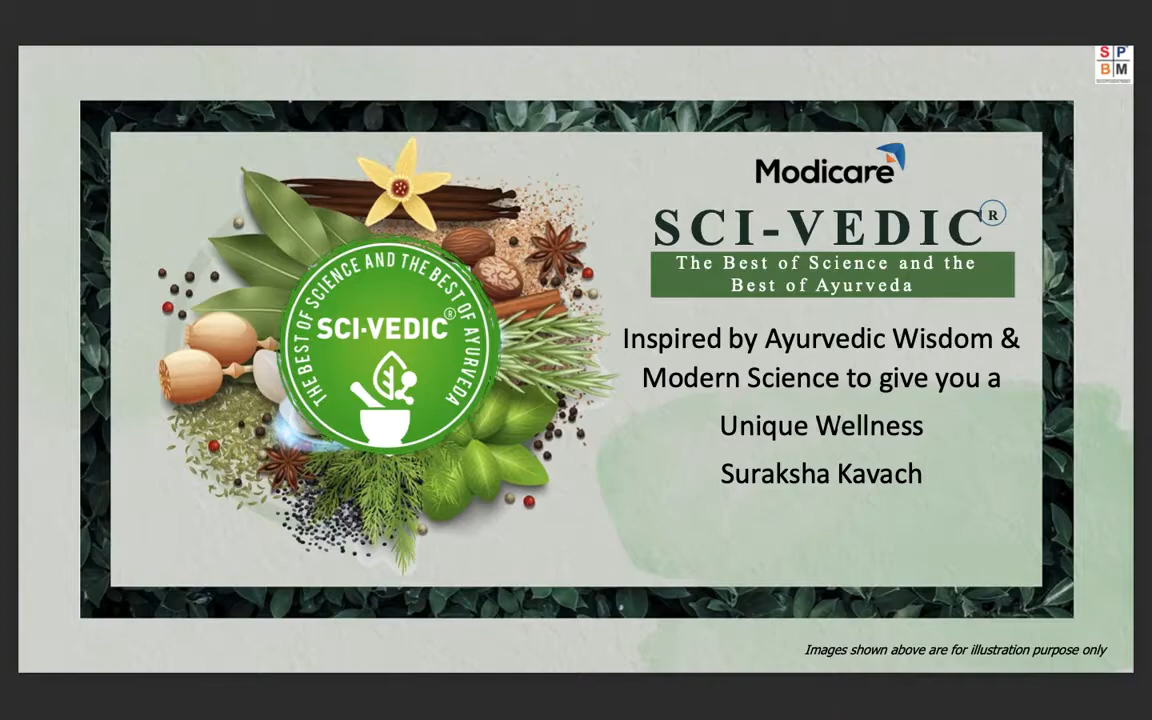 S P
B M
Modicare
SCI-VEDIC®
The Best of Science and the
Best of Ayurveda
THE BEST OF SCIENCE AND THE BEST OF AYURVEDA
SCI-VEDIC®
Inspired by Ayurvedic Wisdom &
Modern Science to give you a
Unique Wellness
Suraksha Kavach
Images shown above are for illustration purpose only